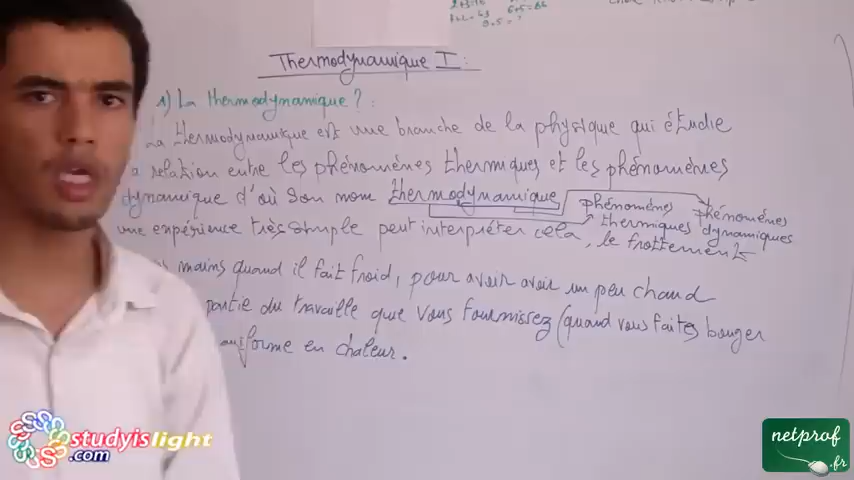 Thermodynamique I :
1) La thermodynamique ? :
La thermodynamique est une branche de la physique qui étudie
a relation entre les phénomènes thermiques et les phénomènes
dynamique d'où son nom thermodynamique
phénomènes thermiques
phénomènes dynamiques
une expérience très simple peut interpréter cela, le frottement
mains quand il fait froid, pour avoir avoir un peu chaud
partie du travaille que vous fournissez (quand vous faites bouger
forme en chaleur.
studyislight
.com
netprof
.fr